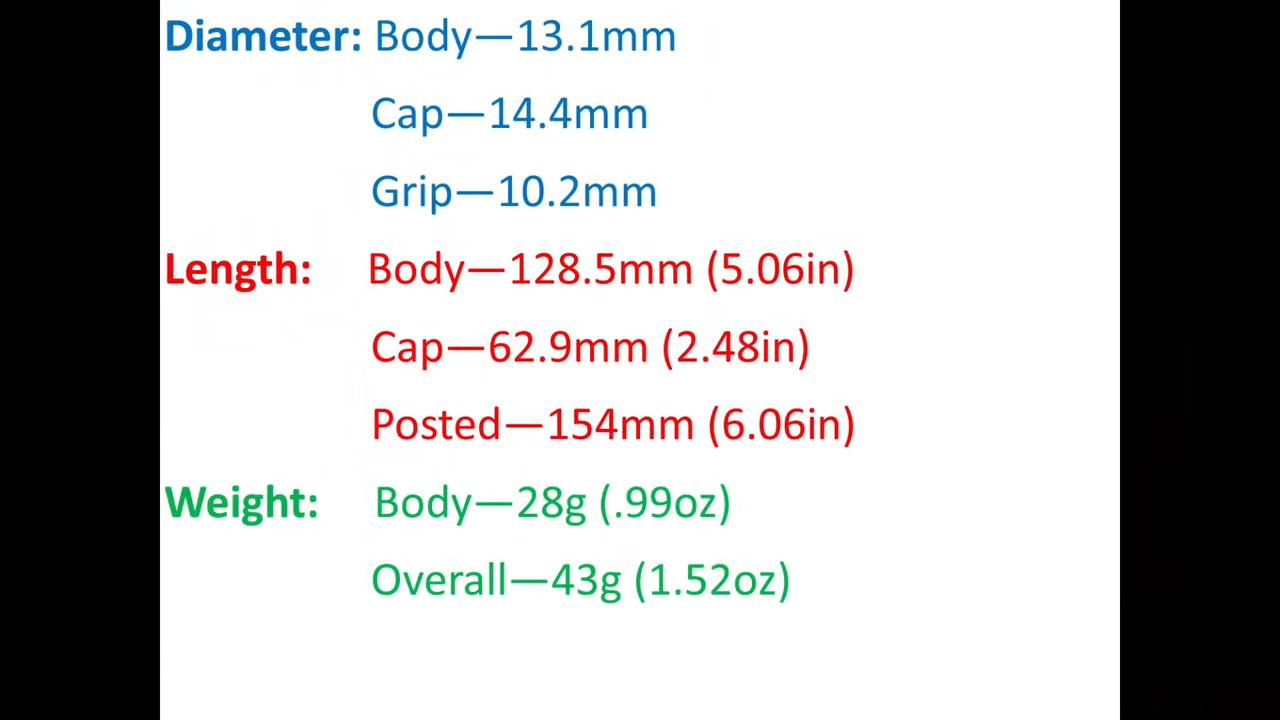 Diameter: Body—13.1mm
Cap—14.4mm
Grip—10.2mm
Length: Body—128.5mm (5.06in)
Cap—62.9mm (2.48in)
Posted—154mm (6.06in)
Weight: Body—28g (.99oz)
Overall—43g (1.52oz)